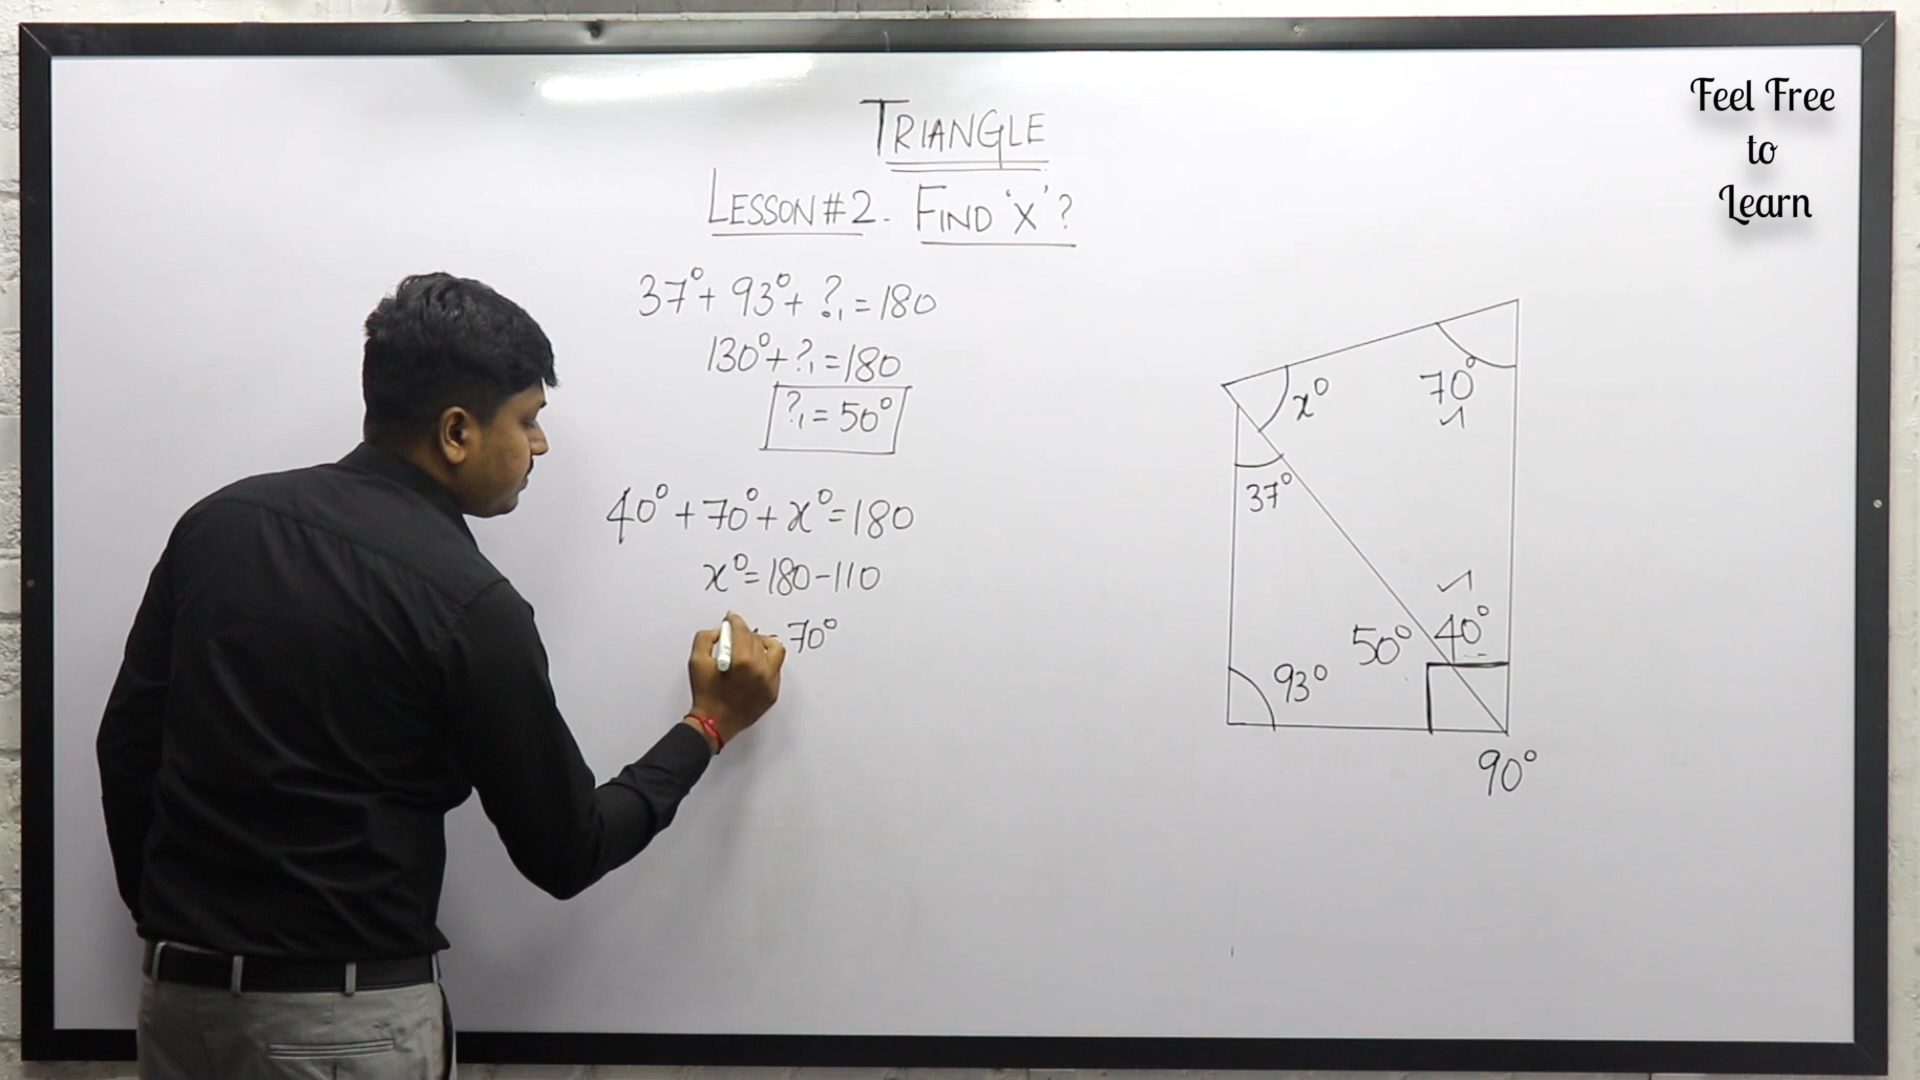 Feel Free
to
Learn
TRIANGLE
LESSON #2. FIND 'X'?
37° + 93° + ?₁ = 180
130° + ?₁ = 180
?₁ = 50°
40° + 70° + x° = 180
x° = 180 - 110
= 70°
x°
70°
37°
50°
40°
93°
90°